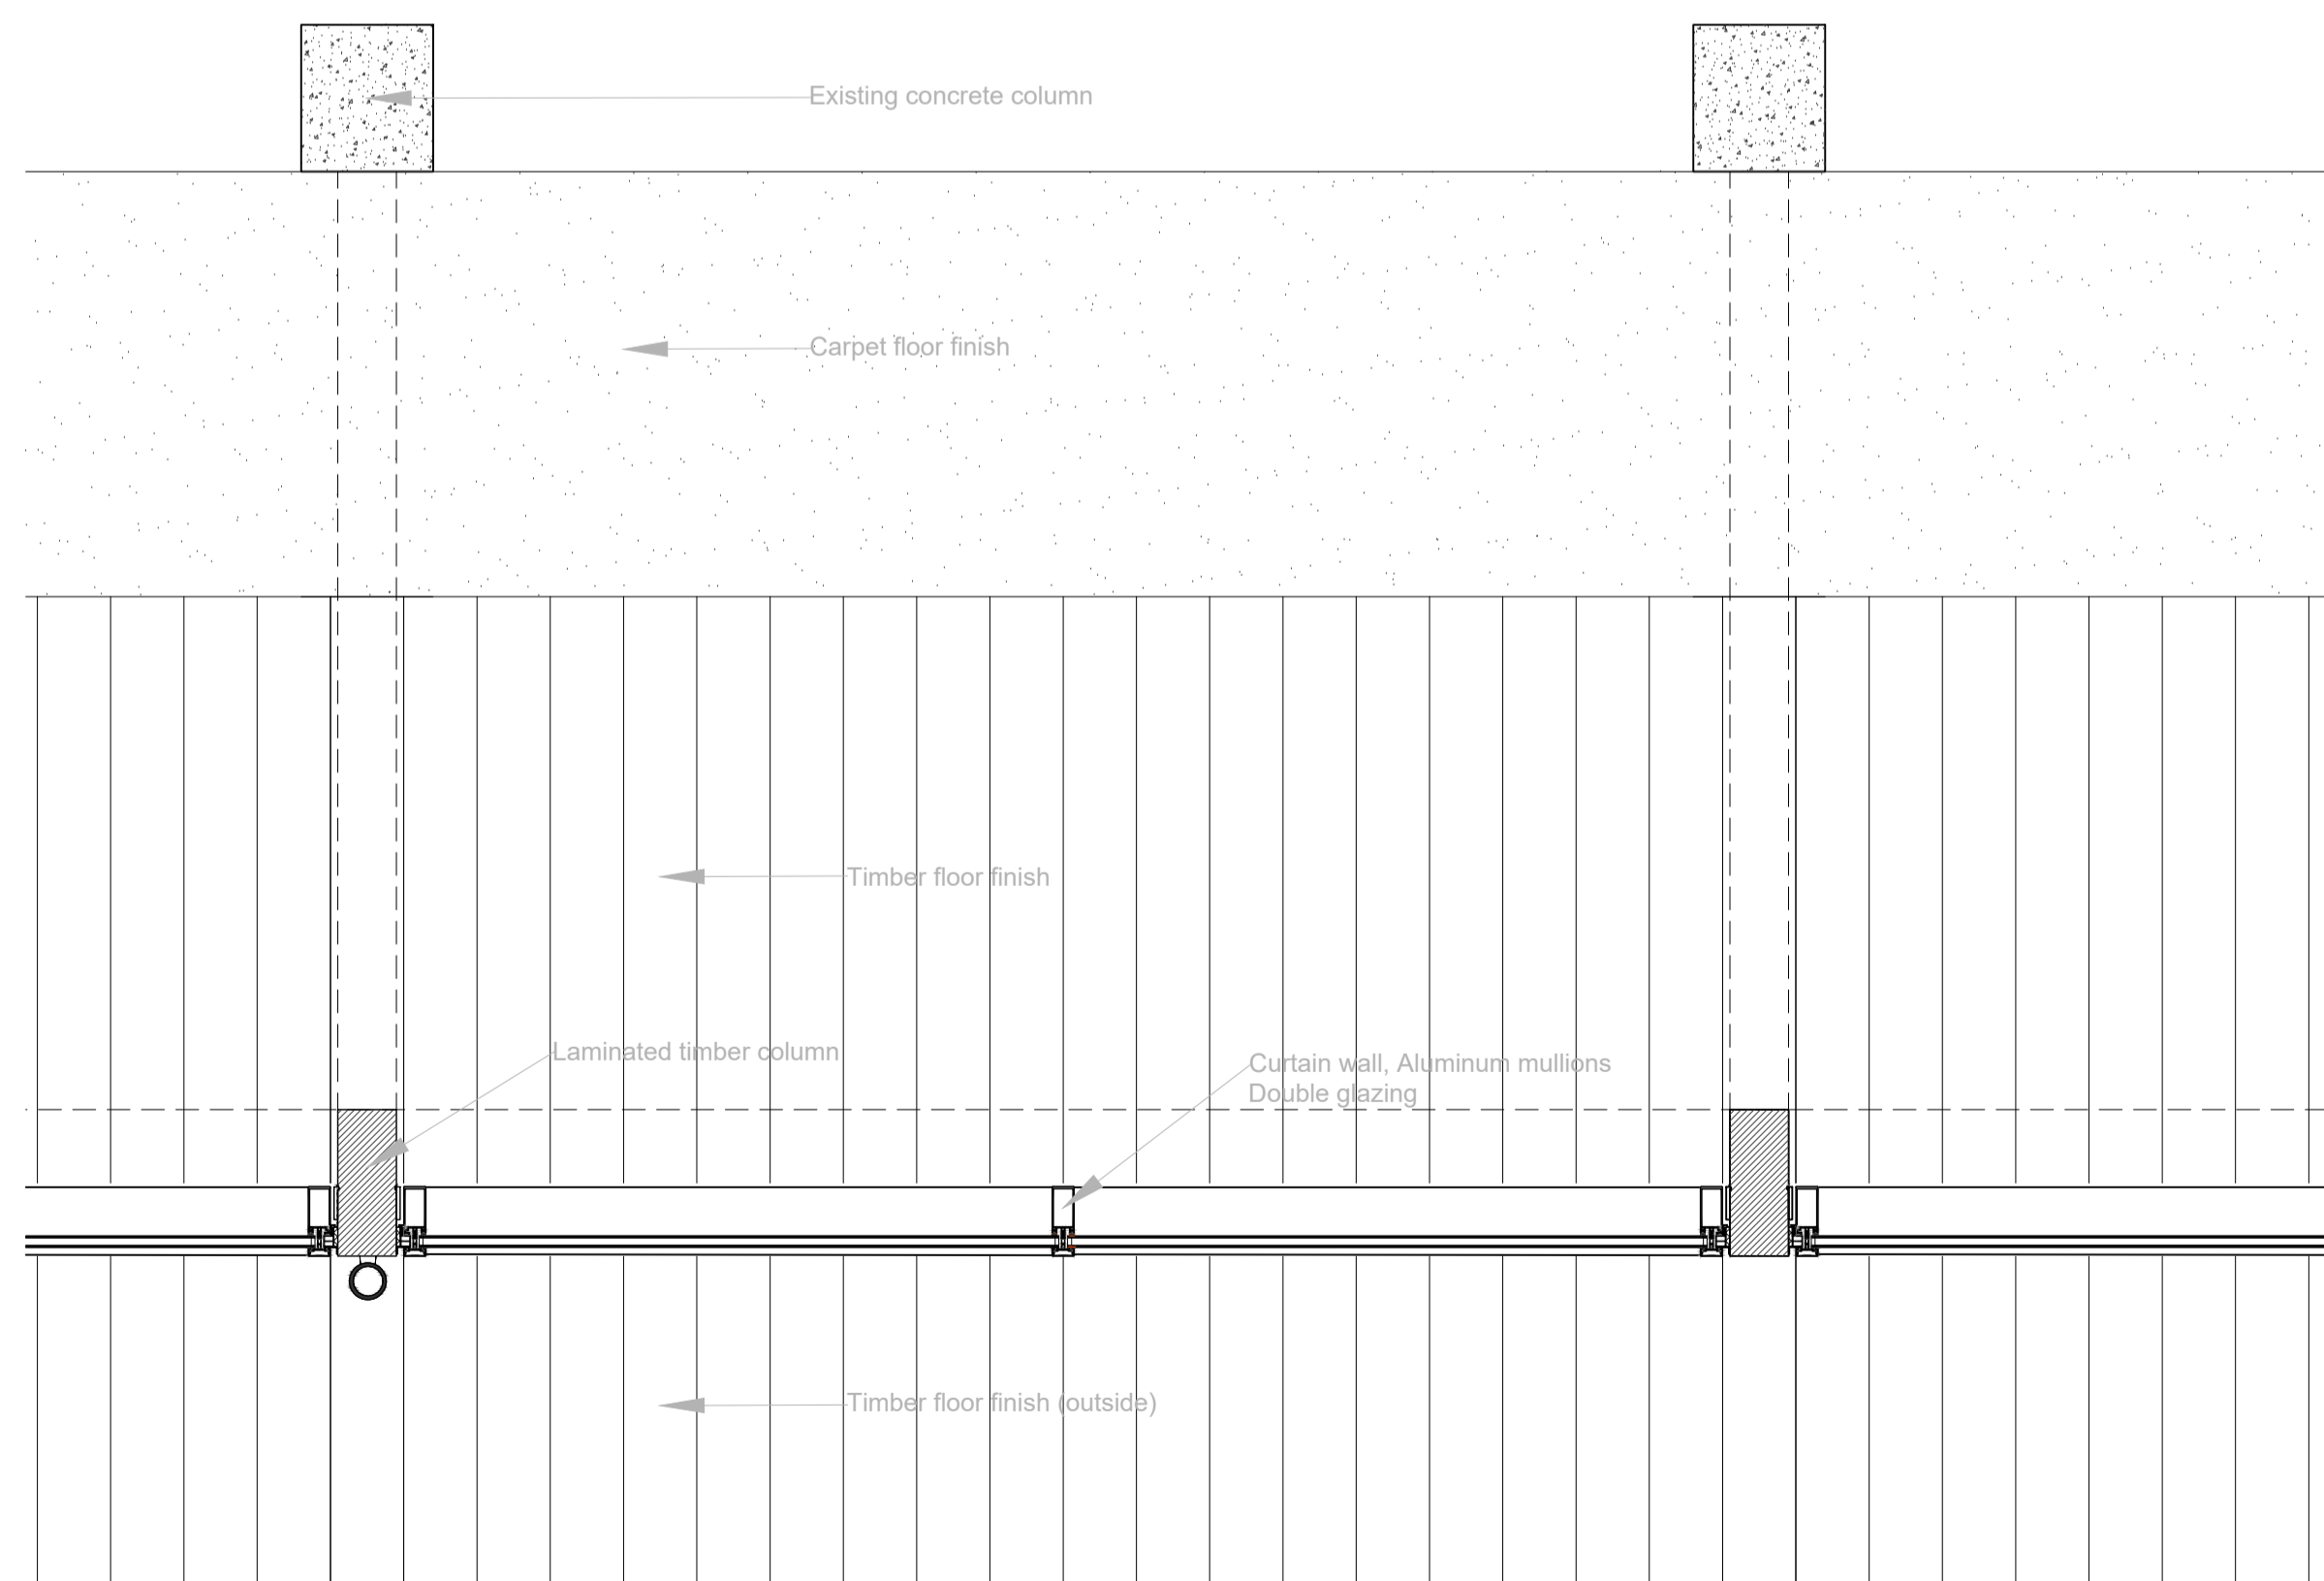 Existing concrete column
Carpet floor finish
Timber floor finish
Laminated timber column
Curtain wall, Aluminum mullions
Double glazing
Timber floor finish (outside)